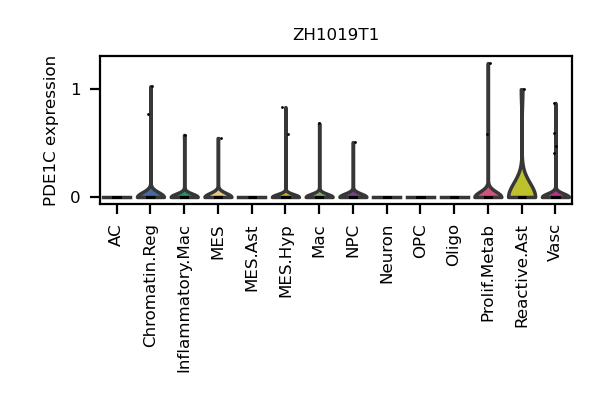 ZH1019T1
PDE1C expression
1
0
AC
Chromatin.Reg
Inflammatory.Mac
MES
MES.Ast
MES.Hyp
Mac
NPC
Neuron
OPC
Oligo
Prolif.Metab
Reactive.Ast
Vasc